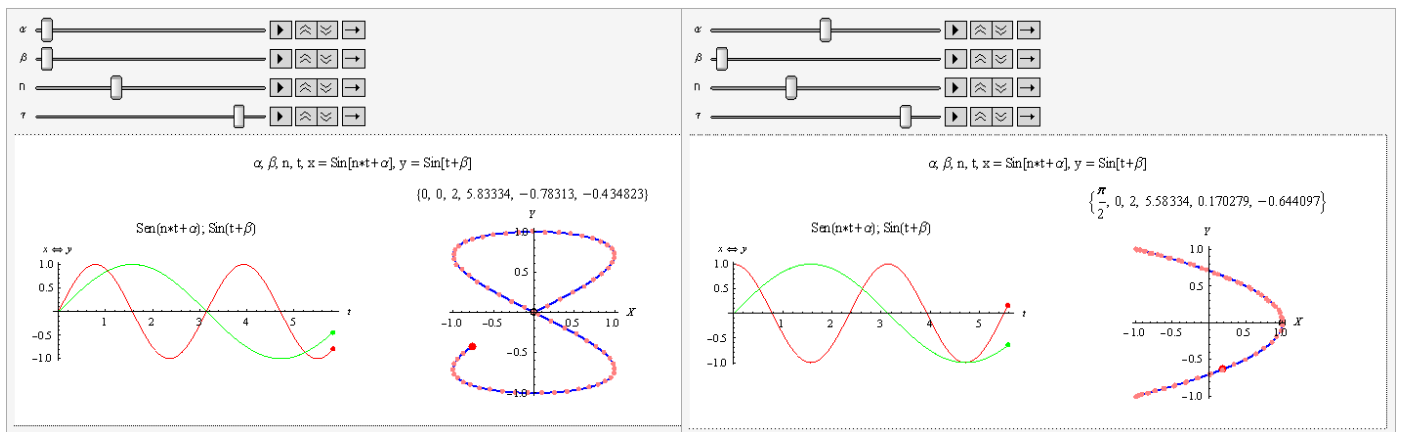 α
β
n
τ
α, β, n, t, x = Sin[n*t+α], y = Sin[t+β]
{0, 0, 2, 5.83334, −0.78313, −0.434823}
Sen(n*t+α); Sin(t+β)
x ⇔ y
1.0
0.5
−0.5
−1.0
1 2 3 4 5 t
Y
1.0
0.5
−1.0 −0.5 0.5 1.0 X
−0.5
−1.0
α
β
n
τ
α, β, n, t, x = Sin[n*t+α], y = Sin[t+β]
{π/2, 0, 2, 5.58334, 0.170279, −0.644097}
Sen(n*t+α); Sin(t+β)
x ⇔ y
1.0
0.5
−0.5
−1.0
1 2 3 4 5 t
Y
1.0
0.5
−1.0 −0.5 0.5 1.0 X
−0.5
−1.0